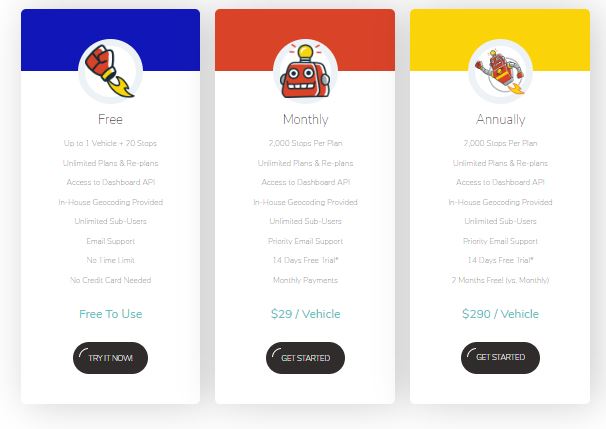 Free
Up to 1 Vehicle + 20 Stops
Unlimited Plans & Re-plans
Access to Dashboard API
In-House Geocoding Provided
Unlimited Sub-Users
Email Support
No Time Limit
No Credit Card Needed
Free To Use
TRY IT NOW!
Monthly
2,000 Stops Per Plan
Unlimited Plans & Re-plans
Access to Dashboard API
In-House Geocoding Provided
Unlimited Sub-Users
Priority Email Support
14 Days Free Trial*
Monthly Payments
$29 / Vehicle
GET STARTED
Annually
2,000 Stops Per Plan
Unlimited Plans & Re-plans
Access to Dashboard API
In-House Geocoding Provided
Unlimited Sub-Users
Priority Email Support
14 Days Free Trial*
2 Months Free! (vs. Monthly)
$290 / Vehicle
GET STARTED